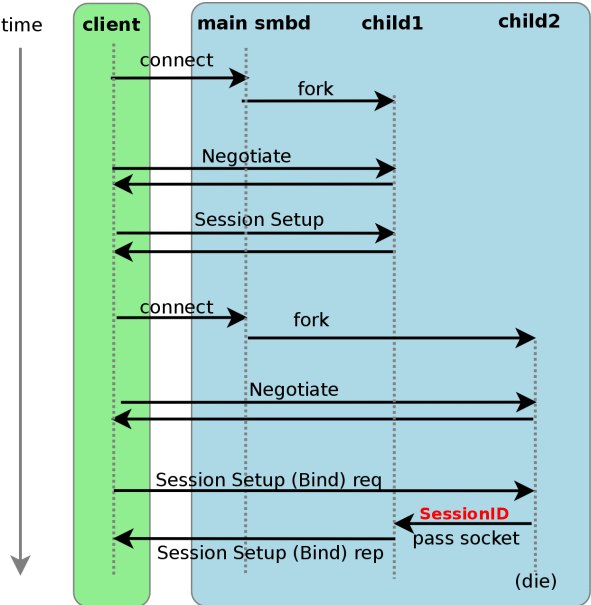 time
client
main smbd
child1
child2
connect
fork
Negotiate
Session Setup
connect
fork
Negotiate
Session Setup (Bind) req
SessionID
pass socket
Session Setup (Bind) rep
(die)